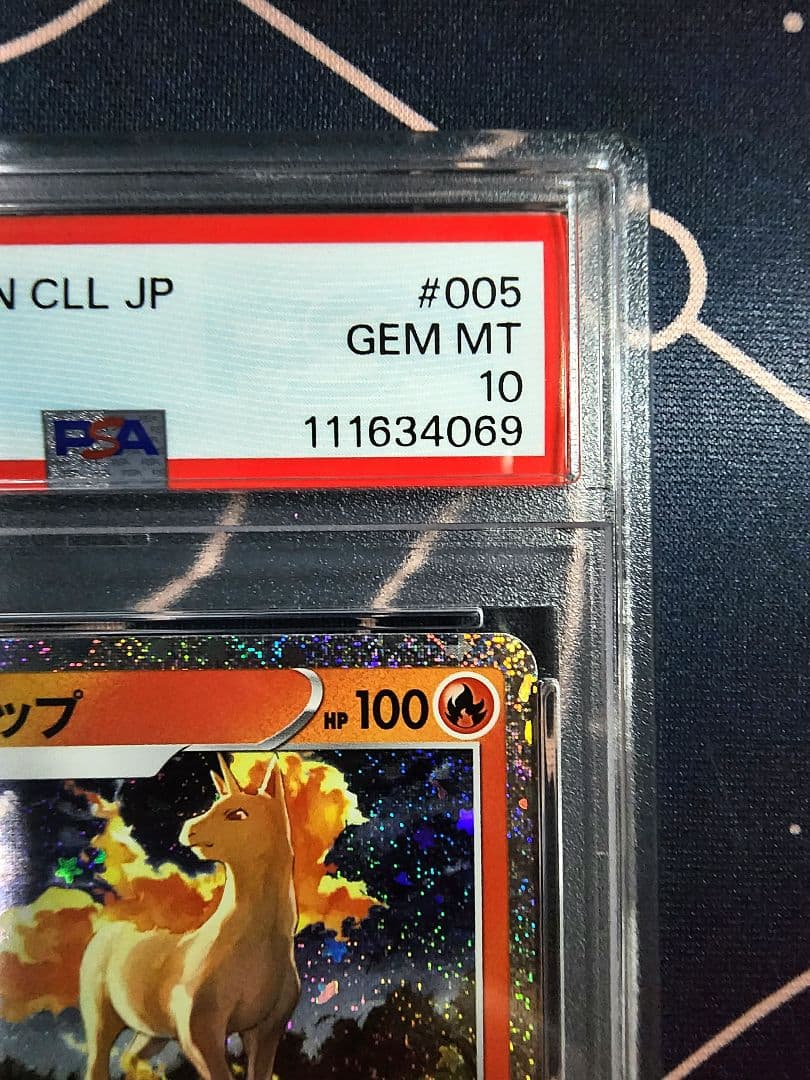 N CLL JP
#005
GEM MT
10
PSA
111634069
ップ
HP 100